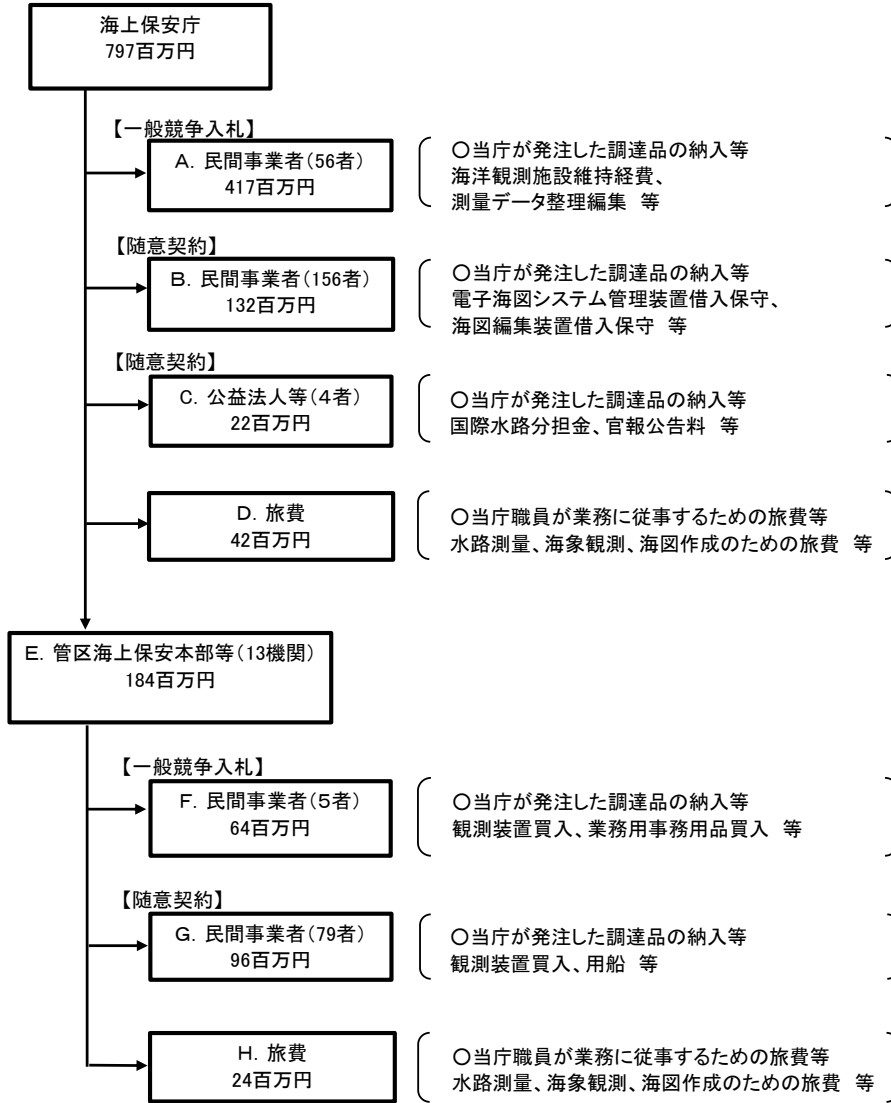 海上保安庁
797百万円
【一般競争入札】
A. 民間事業者(56者)
417百万円
○当庁が発注した調達品の納入等
海洋観測施設維持経費、
測量データ整理編集 等
【随意契約】
B. 民間事業者(156者)
132百万円
○当庁が発注した調達品の納入等
電子海図システム管理装置借入保守、
海図編集装置借入保守 等
【随意契約】
C. 公益法人等(4者)
22百万円
○当庁が発注した調達品の納入等
国際水路分担金、官報公告料 等
D. 旅費
42百万円
○当庁職員が業務に従事するための旅費等
水路測量、海象観測、海図作成のための旅費 等
E. 管区海上保安本部等(13機関)
184百万円
【一般競争入札】
F. 民間事業者(5者)
64百万円
○当庁が発注した調達品の納入等
観測装置買入、業務用事務用品買入 等
【随意契約】
G. 民間事業者(79者)
96百万円
○当庁が発注した調達品の納入等
観測装置買入、用船 等
H. 旅費
24百万円
○当庁職員が業務に従事するための旅費等
水路測量、海象観測、海図作成のための旅費 等